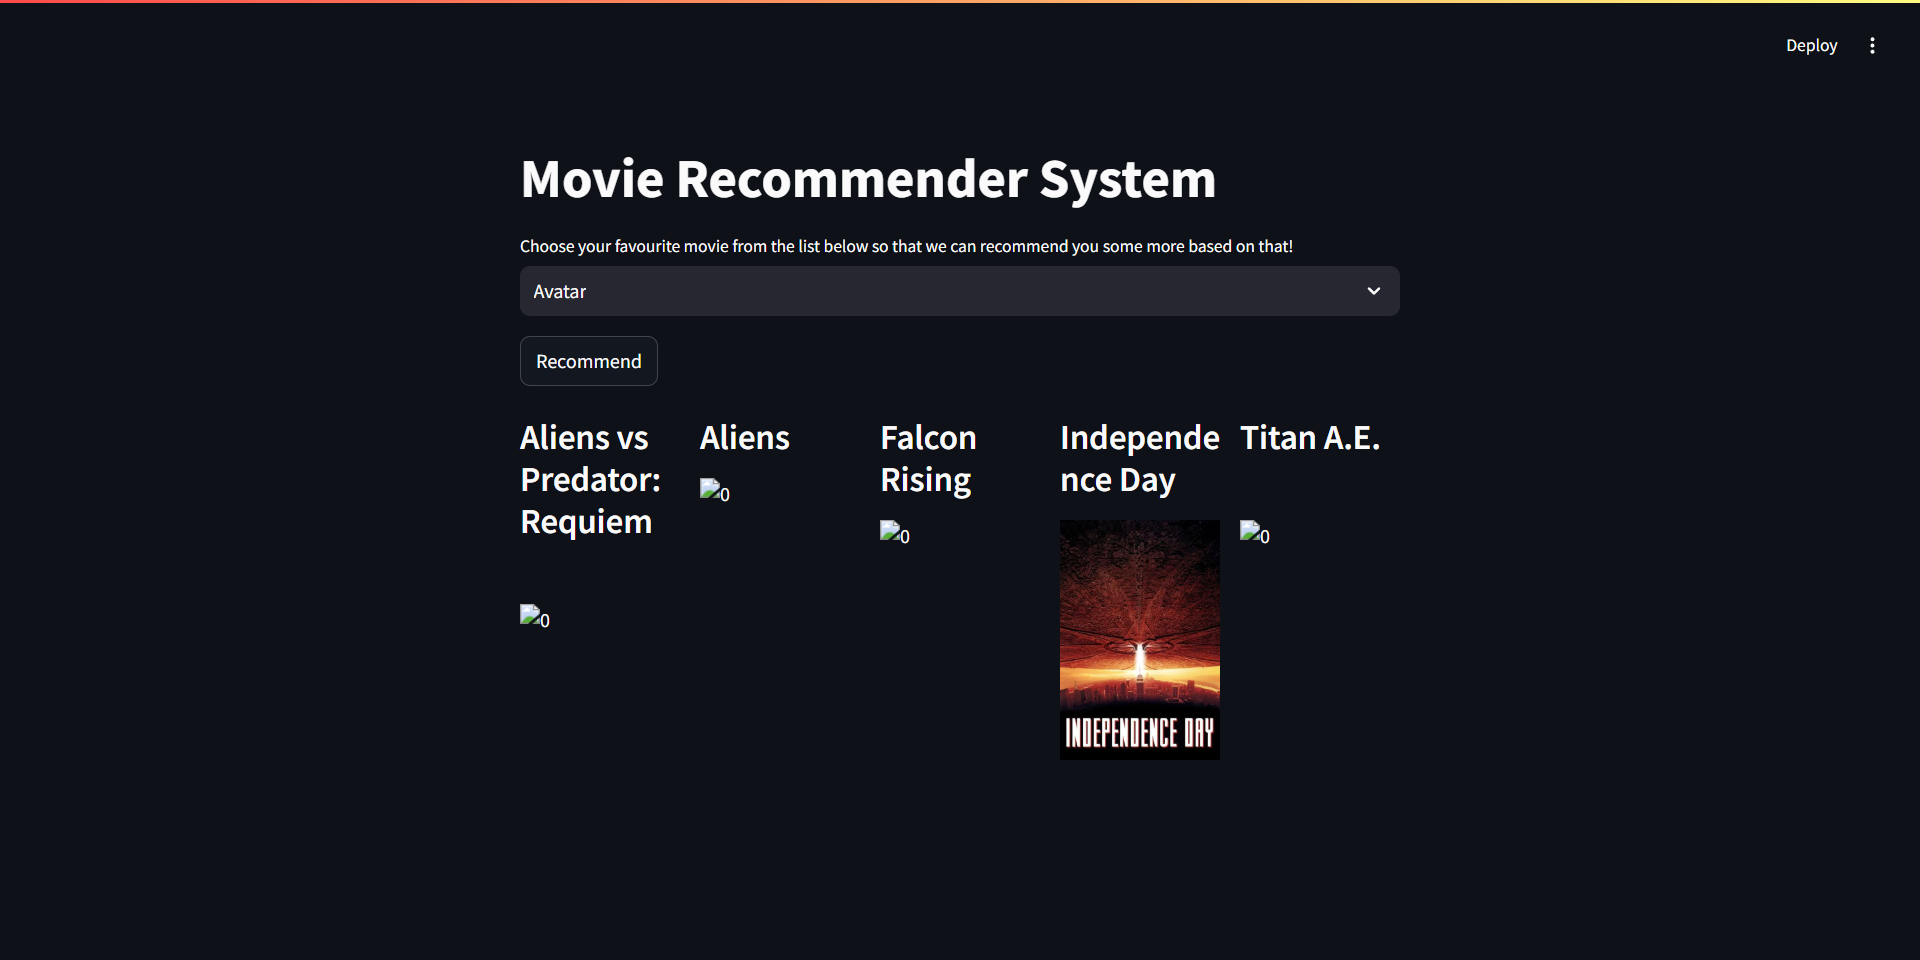 Deploy
Movie Recommender System
Choose your favourite movie from the list below so that we can recommend you some more based on that!
Avatar
Recommend
Aliens vs
Predator:
Requiem
0
Aliens
0
Falcon
Rising
0
Independe
nce Day
INDEPENDENCE DAY
Titan A.E.
0